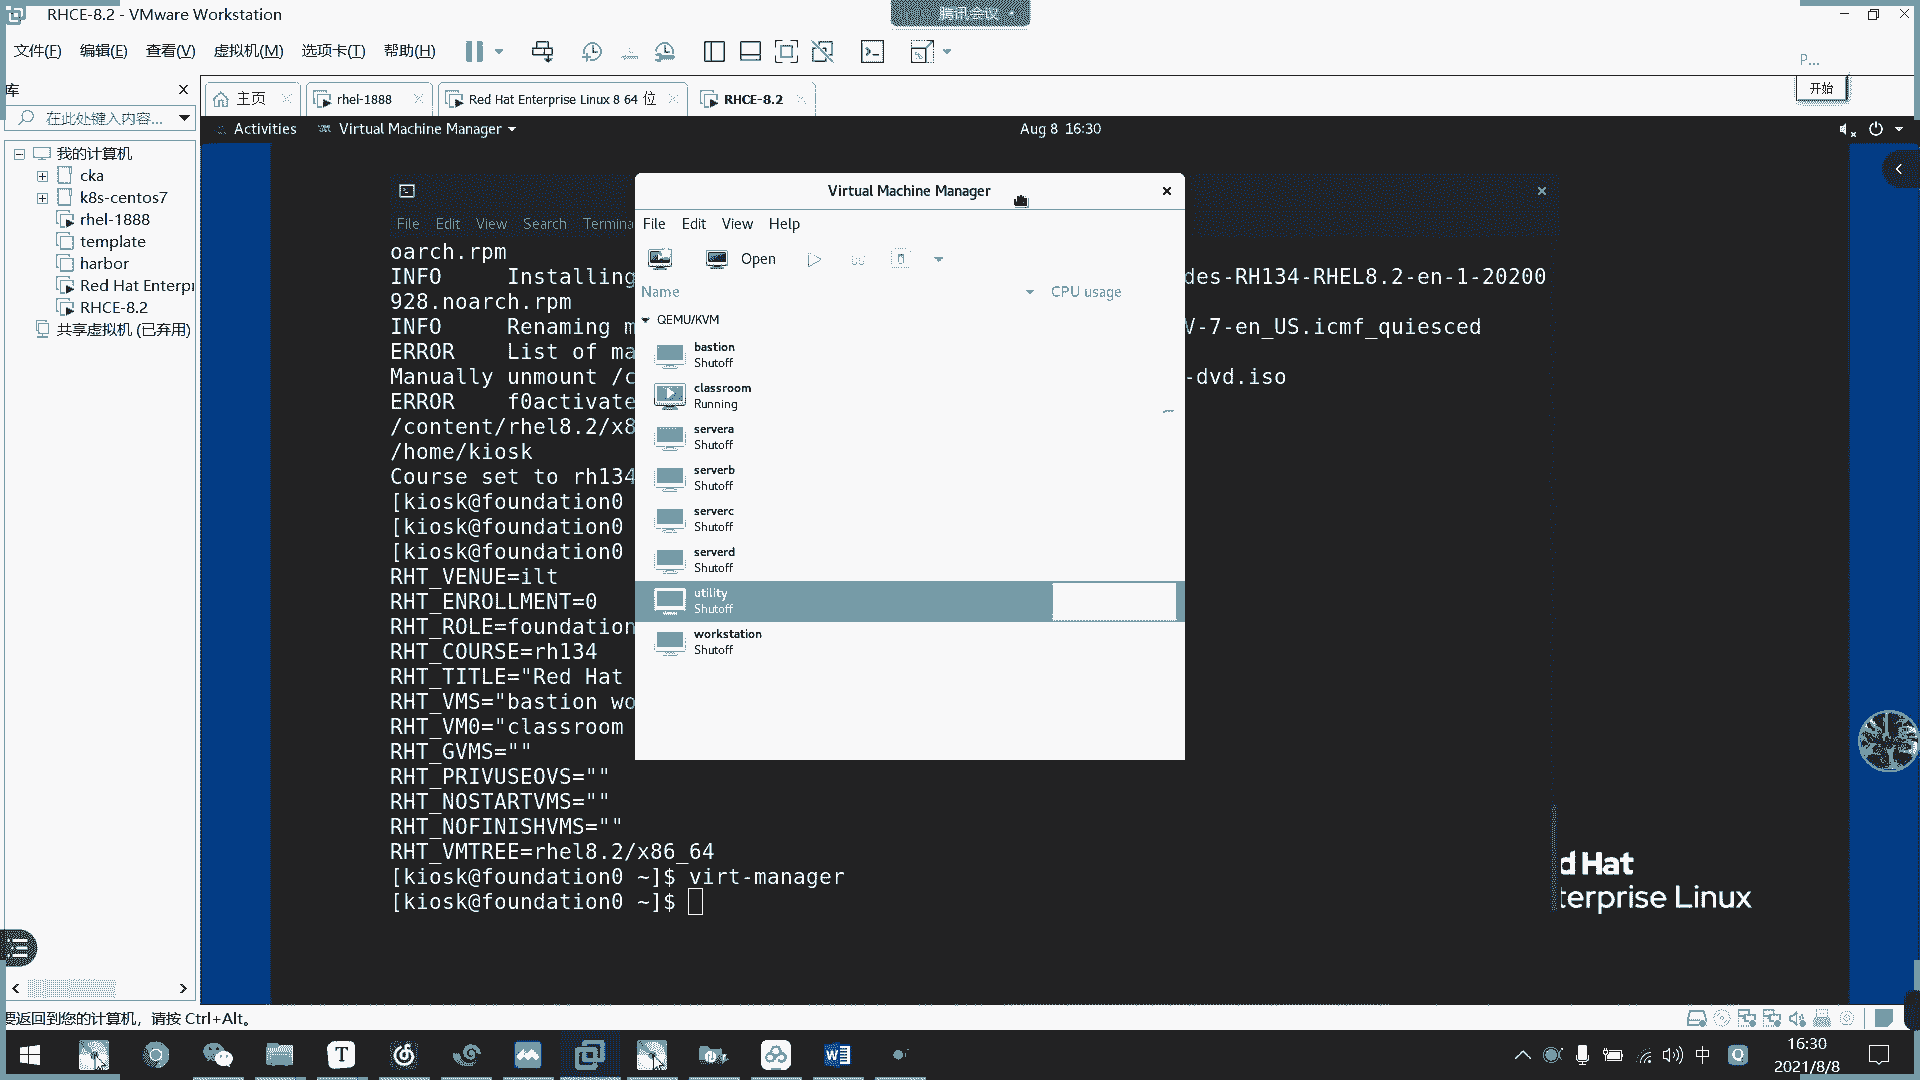 RHCE-8.2 - VMware Workstation
腾讯会议
文件(F) 编辑(E) 查看(V) 虚拟机(M) 选项卡(T) 帮助(H)
P...
库
主页
rhel-1888
Red Hat Enterprise Linux 8 64 位
RHCE-8.2
开始
在此处键入内容...
Activities
Virtual Machine Manager
Aug 8 16:30
我的计算机
cka
k8s-centos7
rhel-1888
template
harbor
Red Hat Enterpri
RHCE-8.2
共享虚拟机 (已弃用)
File Edit View Search Termina
oarch.rpm
INFO Installing
des-RH134-RHEL8.2-en-1-20200
928.noarch.rpm
INFO Renaming m
V-7-en_US.icmf_quiesced
ERROR List of ma
Manually unmount /c
-dvd.iso
ERROR f0activate
/content/rhel8.2/x8
/home/kiosk
Course set to rh134
[kiosk@foundation0
[kiosk@foundation0
[kiosk@foundation0
RHT_VENUE=ilt
RHT_ENROLLMENT=0
RHT_ROLE=foundation
RHT_COURSE=rh134
RHT_TITLE="Red Hat
RHT_VMS="bastion wo
RHT_VM0="classroom
RHT_GVMS=""
RHT_PRIVUSEOVS=""
RHT_NOSTARTVMS=""
RHT_NOFINISHVMS=""
RHT_VMTREE=rhel8.2/x86_64
[kiosk@foundation0 ~]$ virt-manager
[kiosk@foundation0 ~]$
Virtual Machine Manager
File Edit View Help
Open
Name
CPU usage
QEMU/KVM
bastion
Shutoff
classroom
Running
servera
Shutoff
serverb
Shutoff
serverc
Shutoff
serverd
Shutoff
utility
Shutoff
workstation
Shutoff
d Hat
terprise Linux
要返回到您的计算机，请按 Ctrl+Alt。
T
中
16:30
2021/8/8